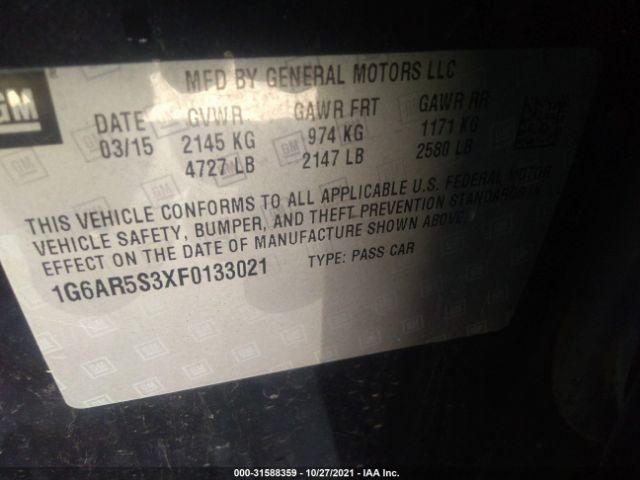 GM
MFD BY GENERAL MOTORS LLC
DATE GVWR GAWR FRT GAWR RR
03/15 2145 KG 974 KG 1171 KG
4727 LB 2147 LB 2580 LB
THIS VEHICLE CONFORMS TO ALL APPLICABLE U.S. FEDERAL MOTOR
VEHICLE SAFETY, BUMPER, AND THEFT PREVENTION STANDARDS IN
EFFECT ON THE DATE OF MANUFACTURE SHOWN ABOVE.
1G6AR5S3XF0133021 TYPE: PASS CAR
000-31588359 - 10/27/2021 - IAA Inc.